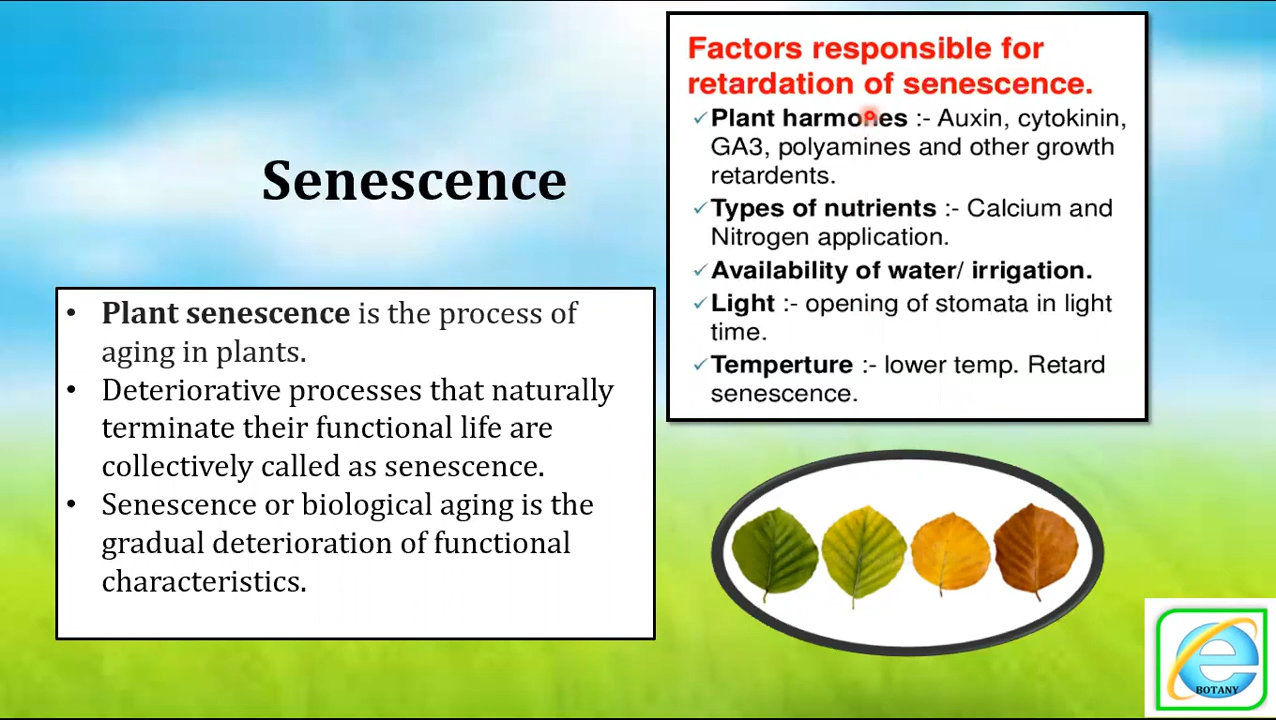 Senescence
• Plant senescence is the process of
aging in plants.
• Deteriorative processes that naturally
terminate their functional life are
collectively called as senescence.
• Senescence or biological aging is the
gradual deterioration of functional
characteristics.
Factors responsible for
retardation of senescence.
✓Plant harmones :- Auxin, cytokinin,
GA3, polyamines and other growth
retardents.
✓Types of nutrients :- Calcium and
Nitrogen application.
✓Availability of water/ irrigation.
✓Light :- opening of stomata in light
time.
✓Temperture :- lower temp. Retard
senescence.
e
BOTANY